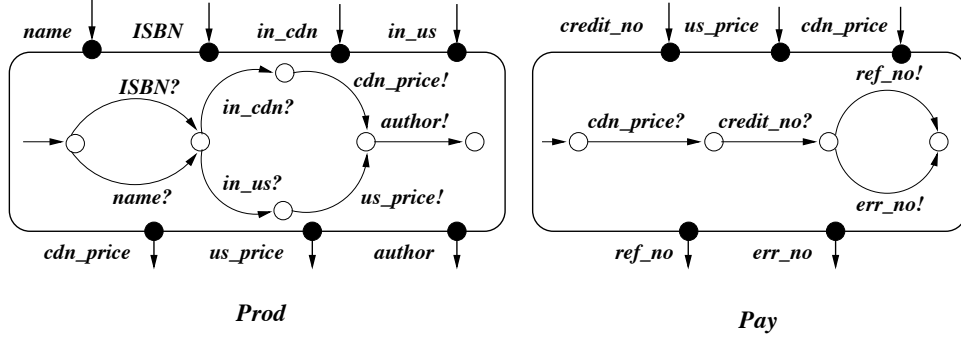 name ISBN in_cdn in_us credit_no us_price cdn_price
ISBN? in_cdn? cdn_price! ref_no!
author! cdn_price? credit_no?
name? in_us? us_price! err_no!
cdn_price us_price author ref_no err_no
Prod Pay